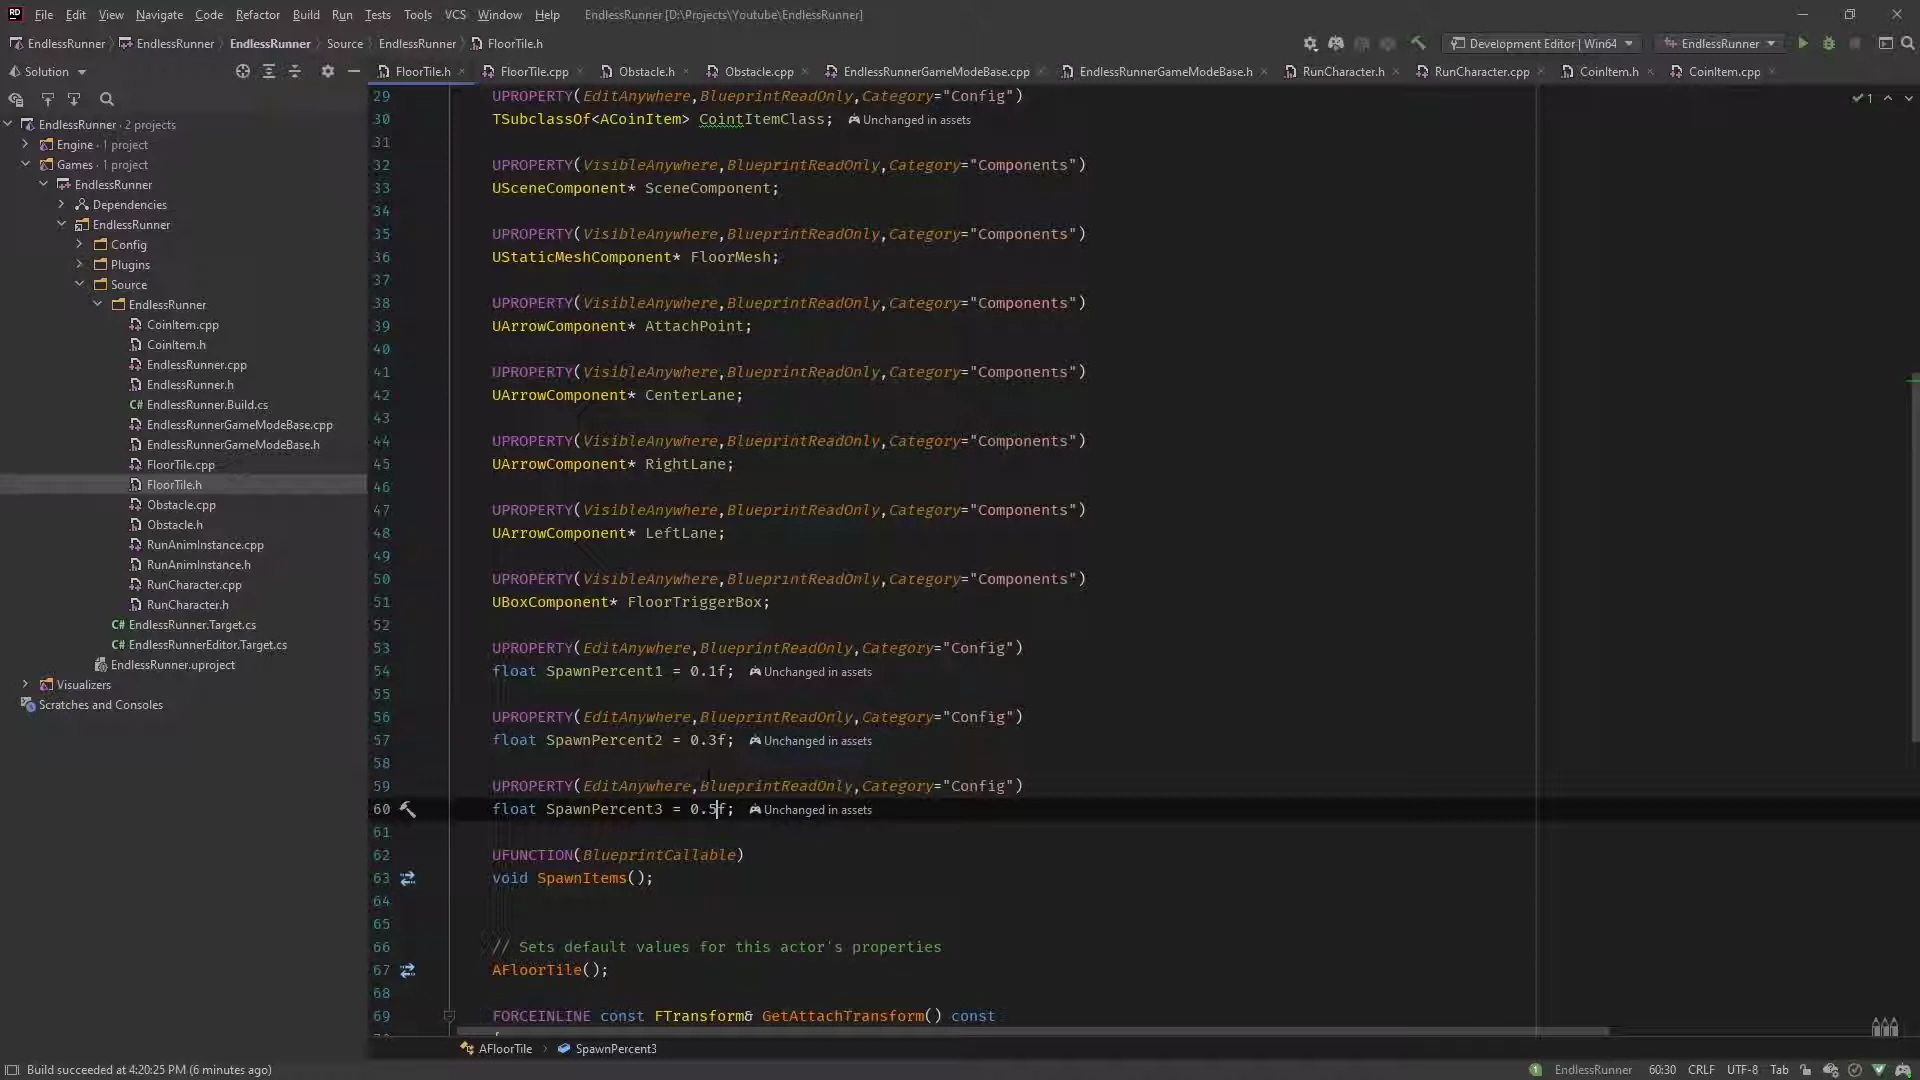 RD File Edit View Navigate Code Refactor Build Run Tests Tools VCS Window Help EndlessRunner [D:\Projects\Youtube\EndlessRunner]
EndlessRunner EndlessRunner EndlessRunner Source EndlessRunner FloorTile.h Development Editor | Win64 EndlessRunner
Solution FloorTile.h FloorTile.cpp Obstacle.h Obstacle.cpp EndlessRunnerGameModeBase.cpp EndlessRunnerGameModeBase.h RunCharacter.h RunCharacter.cpp CoinItem.h CoinItem.cpp
EndlessRunner · 2 projects
Engine · 1 project
Games · 1 project
EndlessRunner
Dependencies
EndlessRunner
Config
Plugins
Source
EndlessRunner
CoinItem.cpp
CoinItem.h
EndlessRunner.cpp
EndlessRunner.h
C# EndlessRunner.Build.cs
EndlessRunnerGameModeBase.cpp
EndlessRunnerGameModeBase.h
FloorTile.cpp
FloorTile.h
Obstacle.cpp
Obstacle.h
RunAnimInstance.cpp
RunAnimInstance.h
RunCharacter.cpp
RunCharacter.h
C# EndlessRunner.Target.cs
C# EndlessRunnerEditor.Target.cs
EndlessRunner.uproject
Visualizers
Scratches and Consoles
29 UPROPERTY(EditAnywhere,BlueprintReadOnly,Category="Config") 1
30 TSubclassOf<ACoinItem> CointItemClass; Unchanged in assets
31
32 UPROPERTY(VisibleAnywhere,BlueprintReadOnly,Category="Components")
33 USceneComponent* SceneComponent;
34
35 UPROPERTY(VisibleAnywhere,BlueprintReadOnly,Category="Components")
36 UStaticMeshComponent* FloorMesh;
37
38 UPROPERTY(VisibleAnywhere,BlueprintReadOnly,Category="Components")
39 UArrowComponent* AttachPoint;
40
41 UPROPERTY(VisibleAnywhere,BlueprintReadOnly,Category="Components")
42 UArrowComponent* CenterLane;
43
44 UPROPERTY(VisibleAnywhere,BlueprintReadOnly,Category="Components")
45 UArrowComponent* RightLane;
46
47 UPROPERTY(VisibleAnywhere,BlueprintReadOnly,Category="Components")
48 UArrowComponent* LeftLane;
49
50 UPROPERTY(VisibleAnywhere,BlueprintReadOnly,Category="Components")
51 UBoxComponent* FloorTriggerBox;
52
53 UPROPERTY(EditAnywhere,BlueprintReadOnly,Category="Config")
54 float SpawnPercent1 = 0.1f; Unchanged in assets
55
56 UPROPERTY(EditAnywhere,BlueprintReadOnly,Category="Config")
57 float SpawnPercent2 = 0.3f; Unchanged in assets
58
59 UPROPERTY(EditAnywhere,BlueprintReadOnly,Category="Config")
60 float SpawnPercent3 = 0.5f; Unchanged in assets
61
62 UFUNCTION(BlueprintCallable)
63 void SpawnItems();
64
65
66 // Sets default values for this actor's properties
67 AFloorTile();
68
69 FORCEINLINE const FTransform& GetAttachTransform() const
AFloorTile SpawnPercent3
Build succeeded at 4:20:25 PM (6 minutes ago) 1 EndlessRunner 60:30 CRLF UTF-8 Tab